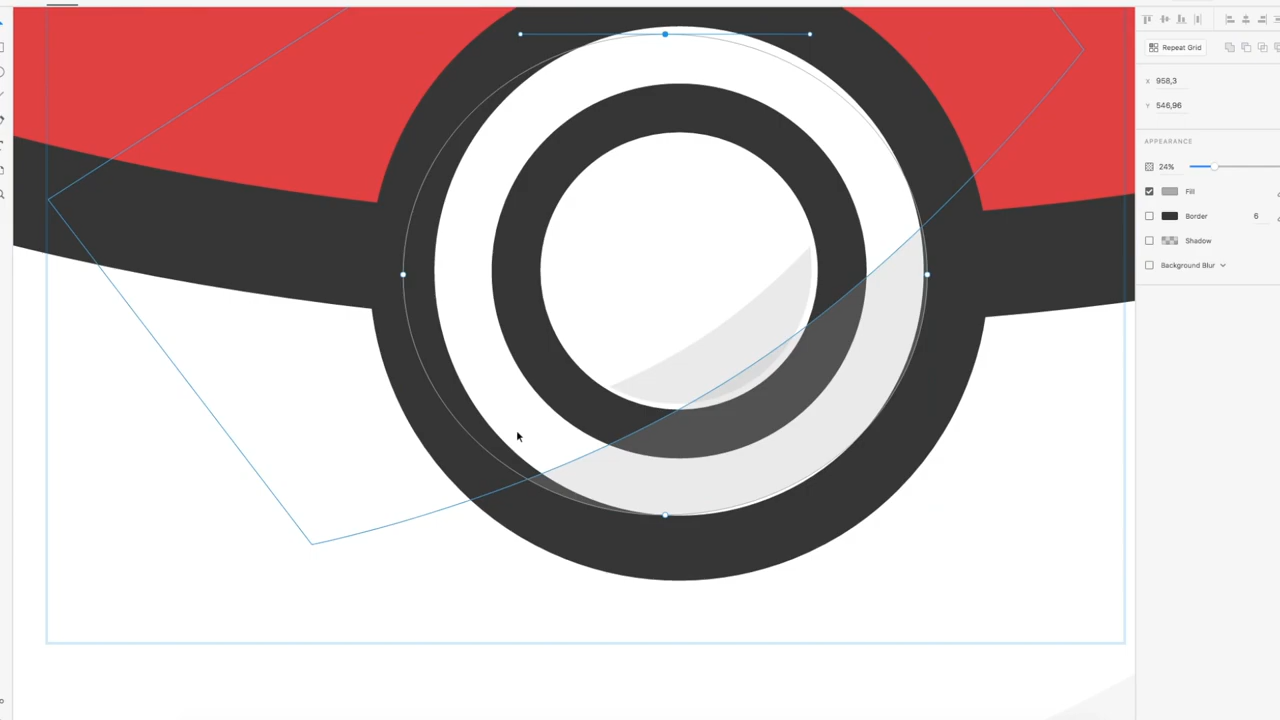 Repeat Grid
X 958,3
Y 546,96
APPEARANCE
24%
Fill
Border 6
Shadow
Background Blur